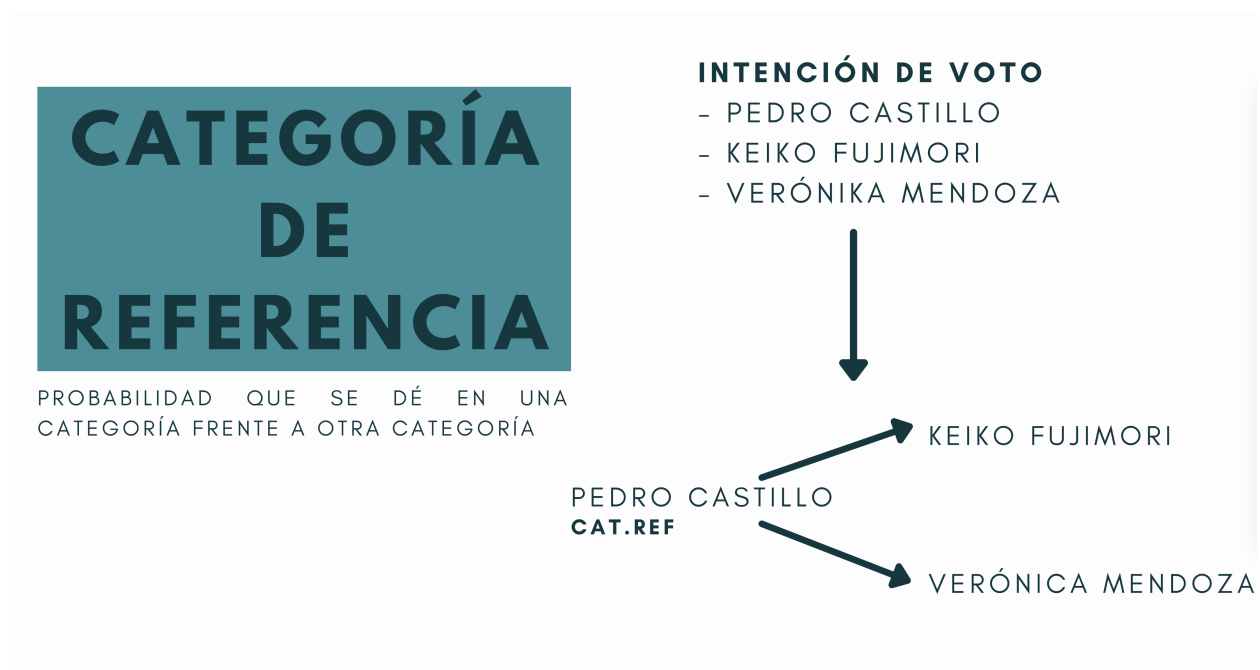 CATEGORÍA
DE
REFERENCIA
PROBABILIDAD QUE SE DÉ EN UNA
CATEGORÍA FRENTE A OTRA CATEGORÍA
INTENCIÓN DE VOTO
- PEDRO CASTILLO
- KEIKO FUJIMORI
- VERÓNIKA MENDOZA
KEIKO FUJIMORI
PEDRO CASTILLO
CAT.REF
VERÓNICA MENDOZA